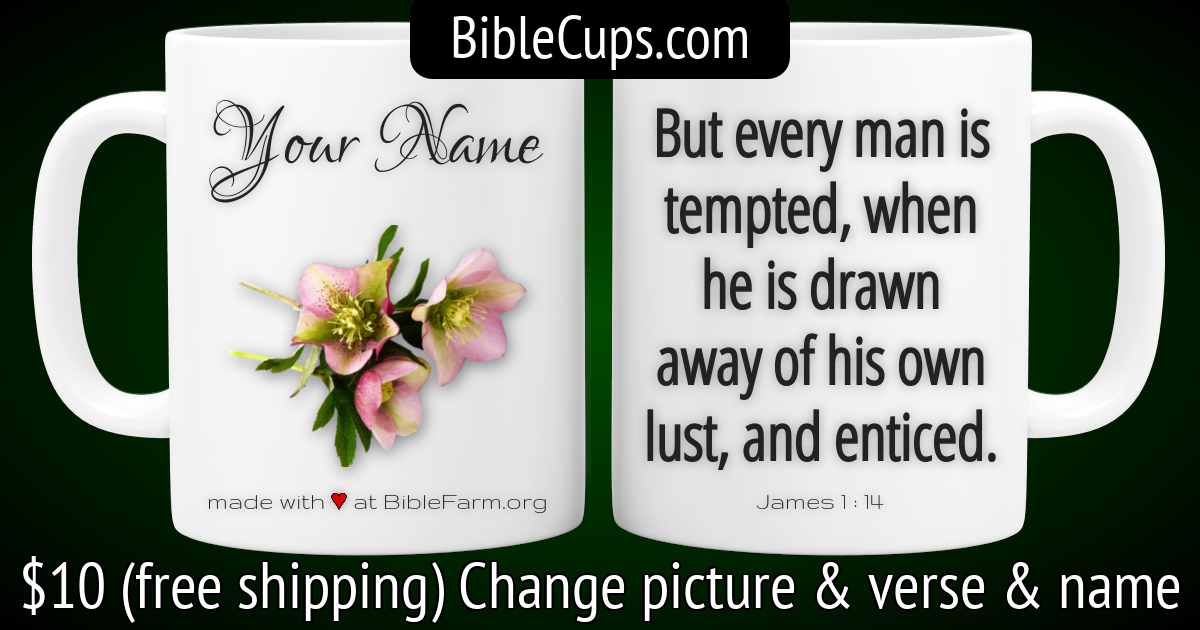 BibleCups.com
Your Name
made with ♥ at BibleFarm.org
But every man is
tempted, when
he is drawn
away of his own
lust, and enticed.
James 1 : 14
$10 (free shipping) Change picture & verse & name